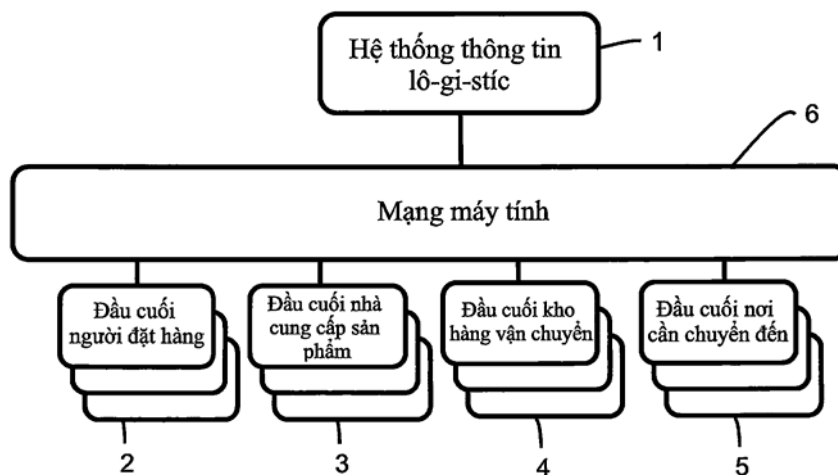 Hệ thống thông tin
lô-gi-stíc
1
6
Mạng máy tính
Đầu cuối
người đặt hàng
Đầu cuối nhà
cung cấp sản
phẩm
Đầu cuối kho
hàng vận chuyển
Đầu cuối nơi
cần chuyển đến
2
3
4
5